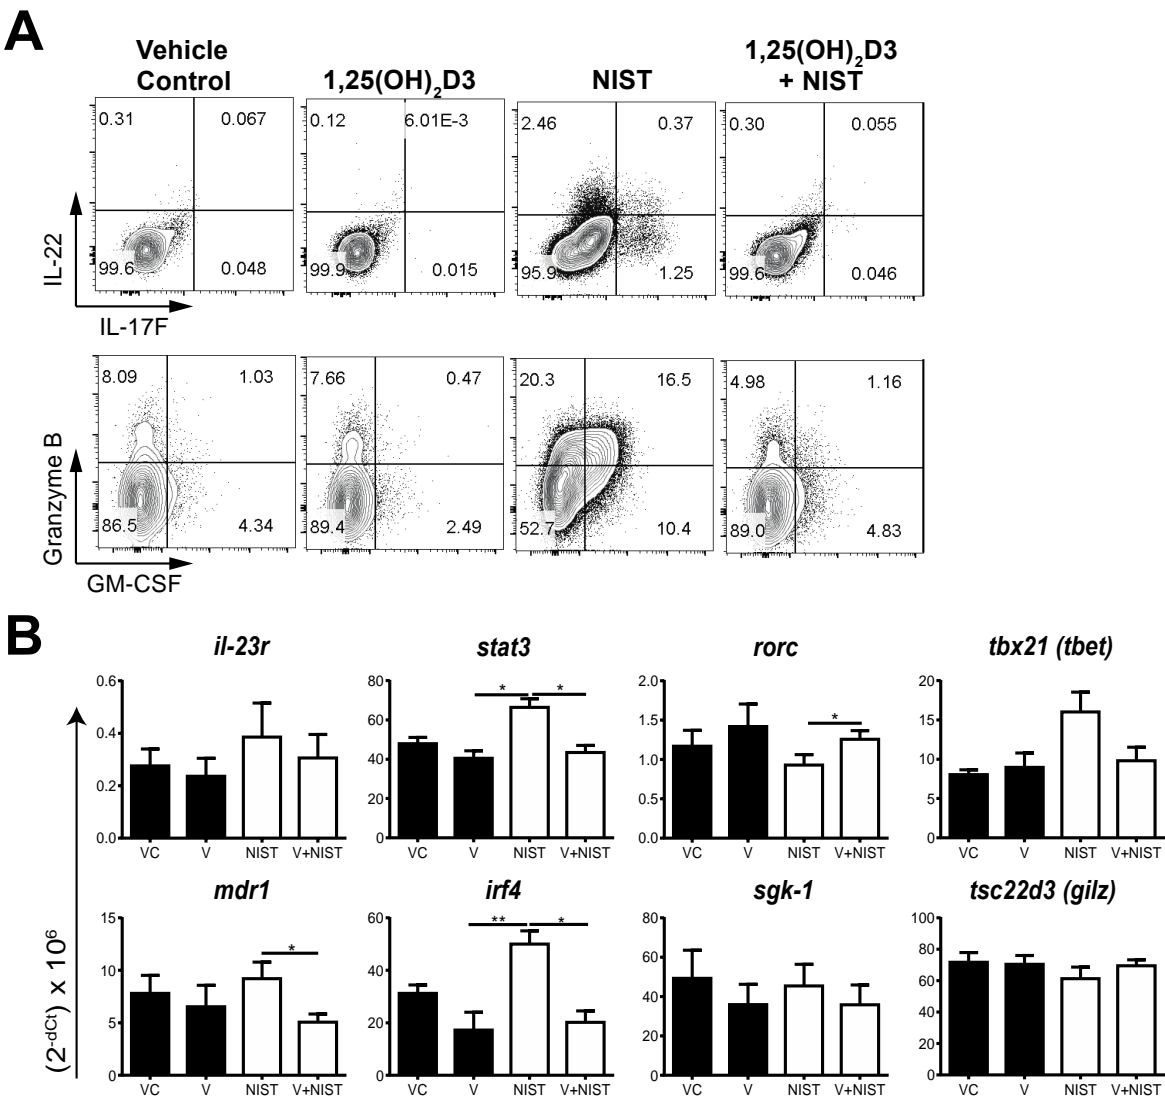 A
Vehicle
Control
1,25(OH)₂D3
NIST
1,25(OH)₂D3
+ NIST
0.31 0.067
0.12 6.01E-3
2.46 0.37
0.30 0.055
99.6 0.048
99.9 0.015
95.9 1.25
99.6 0.046
IL-22
IL-17F
8.09 1.03
7.66 0.47
20.3 16.5
4.98 1.16
86.5 4.34
89.4 2.49
52.7 10.4
89.0 4.83
Granzyme B
GM-CSF
B
(2⁻ᵈᶜᵗ) x 10⁶
il-23r
0.6
0.4
0.2
0.0
VC V NIST V+NIST
stat3
* *
80
60
40
20
0
VC V NIST V+NIST
rorc
*
2.0
1.5
1.0
0.5
0.0
VC V NIST V+NIST
tbx21 (tbet)
20
15
10
5
0
VC V NIST V+NIST
mdr1
*
15
10
5
0
VC V NIST V+NIST
irf4
** *
60
40
20
0
VC V NIST V+NIST
sgk-1
80
60
40
20
0
VC V NIST V+NIST
tsc22d3 (gilz)
100
80
60
40
20
0
VC V NIST V+NIST